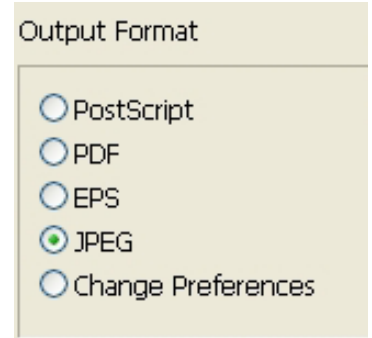 Output Format
PostScript
PDF
EPS
JPEG
Change Preferences